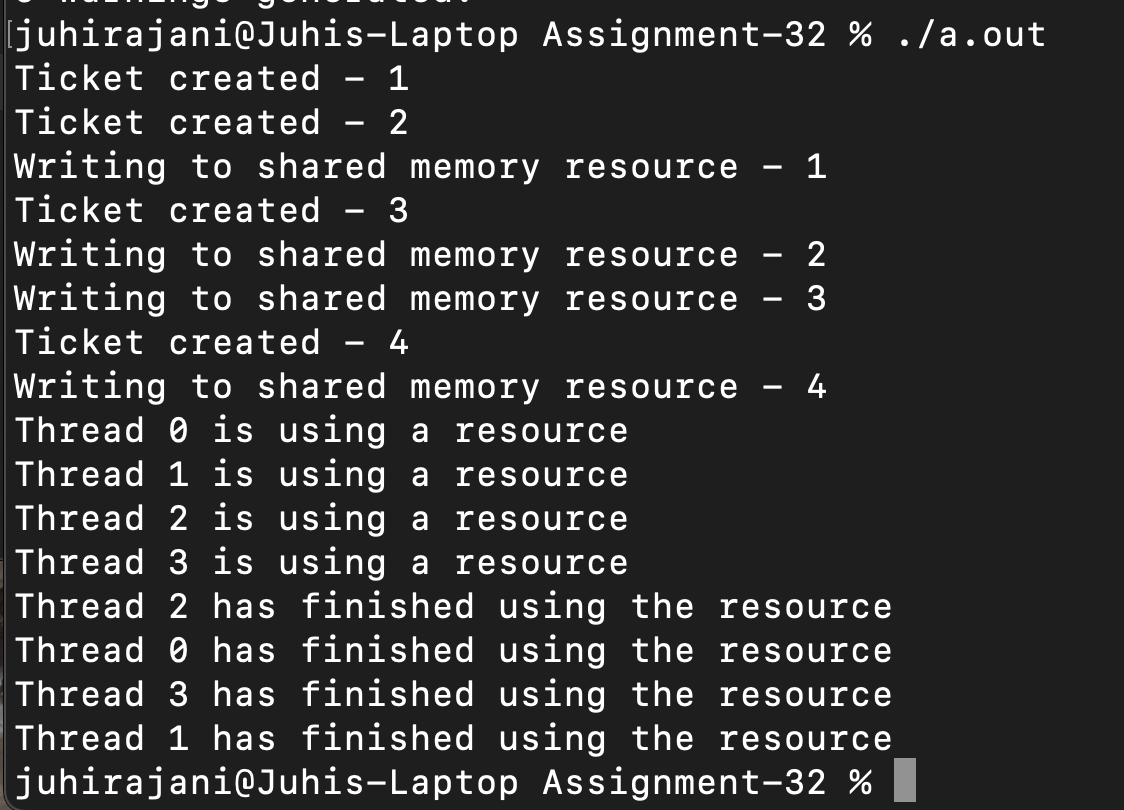 warnings generated.
[juhirajani@Juhis-Laptop Assignment-32 % ./a.out
Ticket created - 1
Ticket created - 2
Writing to shared memory resource - 1
Ticket created - 3
Writing to shared memory resource - 2
Writing to shared memory resource - 3
Ticket created - 4
Writing to shared memory resource - 4
Thread 0 is using a resource
Thread 1 is using a resource
Thread 2 is using a resource
Thread 3 is using a resource
Thread 2 has finished using the resource
Thread 0 has finished using the resource
Thread 3 has finished using the resource
Thread 1 has finished using the resource
juhirajani@Juhis-Laptop Assignment-32 %